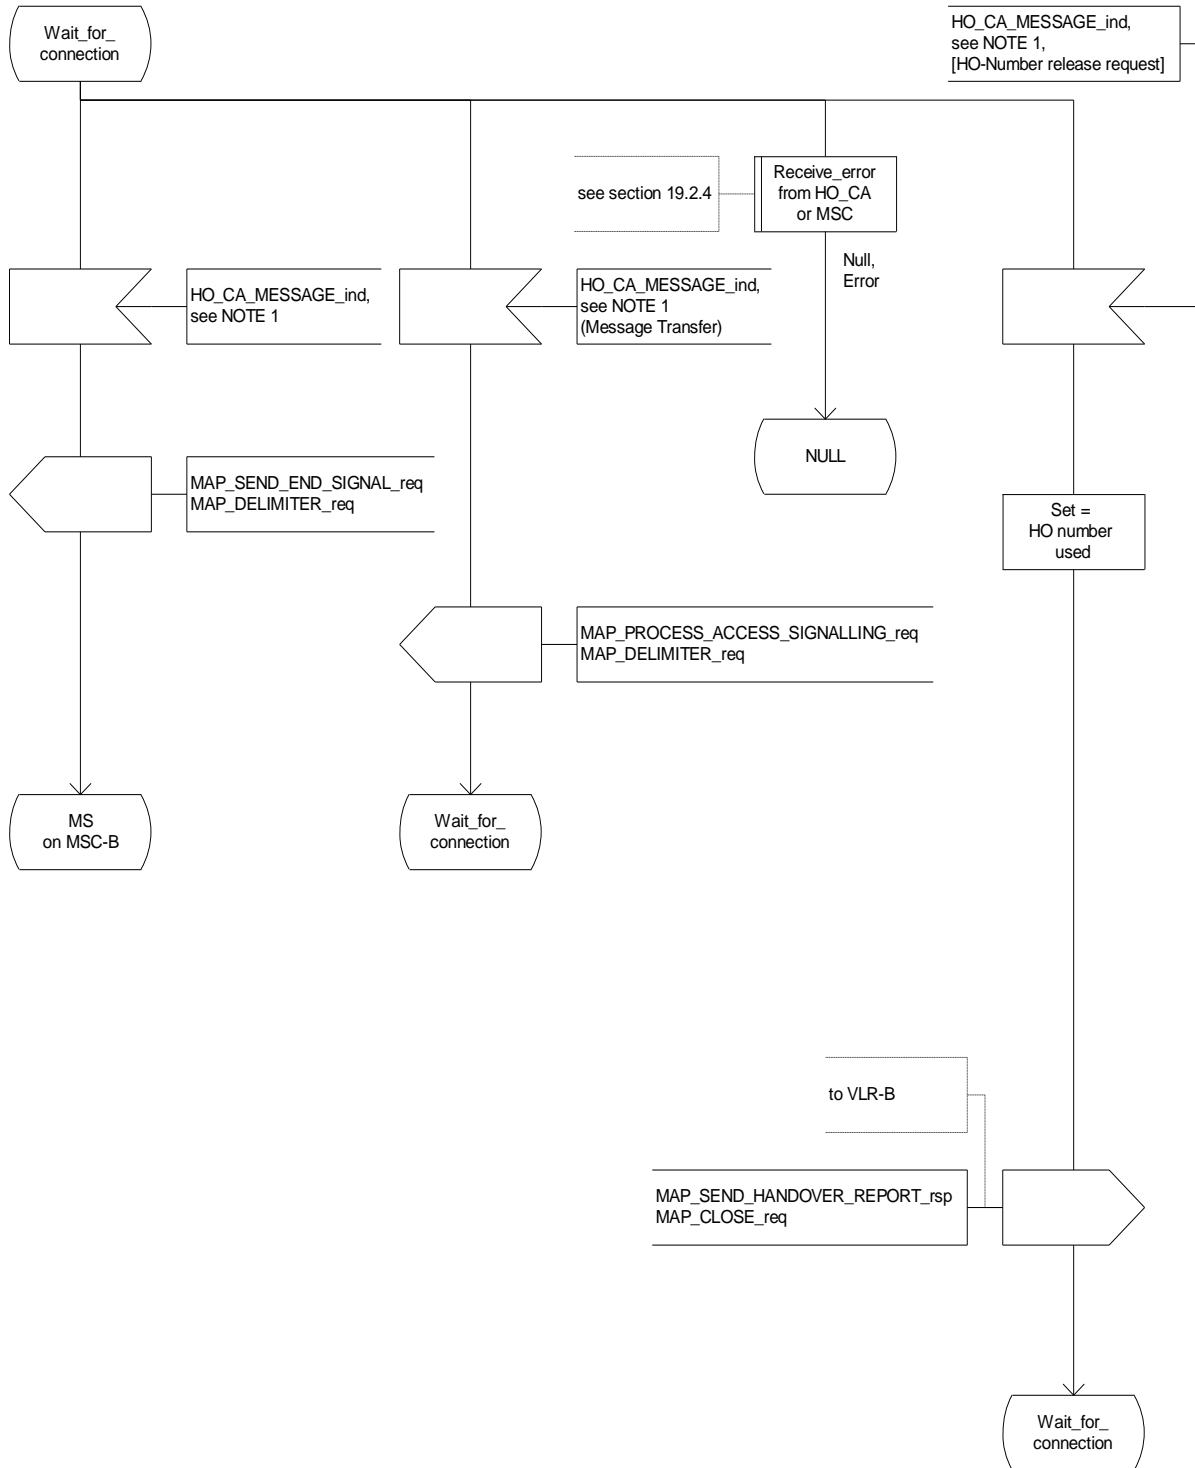 Wait_for_
connection
HO_CA_MESSAGE_ind,
see NOTE 1,
[HO-Number release request]
see section 19.2.4
Receive_error
from HO_CA
or MSC
Null,
Error
HO_CA_MESSAGE_ind,
see NOTE 1
HO_CA_MESSAGE_ind,
see NOTE 1
(Message Transfer)
NULL
MAP_SEND_END_SIGNAL_req
MAP_DELIMITER_req
Set =
HO number
used
MAP_PROCESS_ACCESS_SIGNALLING_req
MAP_DELIMITER_req
MS
on MSC-B
Wait_for_
connection
to VLR-B
MAP_SEND_HANDOVER_REPORT_rsp
MAP_CLOSE_req
Wait_for_
connection